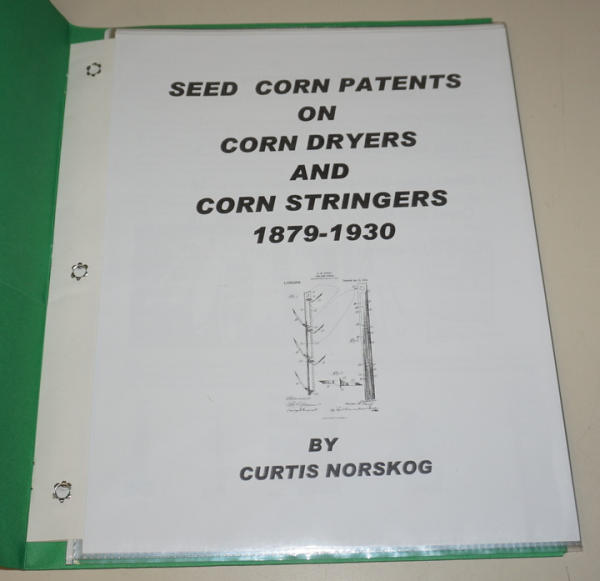 SEED CORN PATENTS
ON
CORN DRYERS
AND
CORN STRINGERS
1879-1930
BY
CURTIS NORSKOG